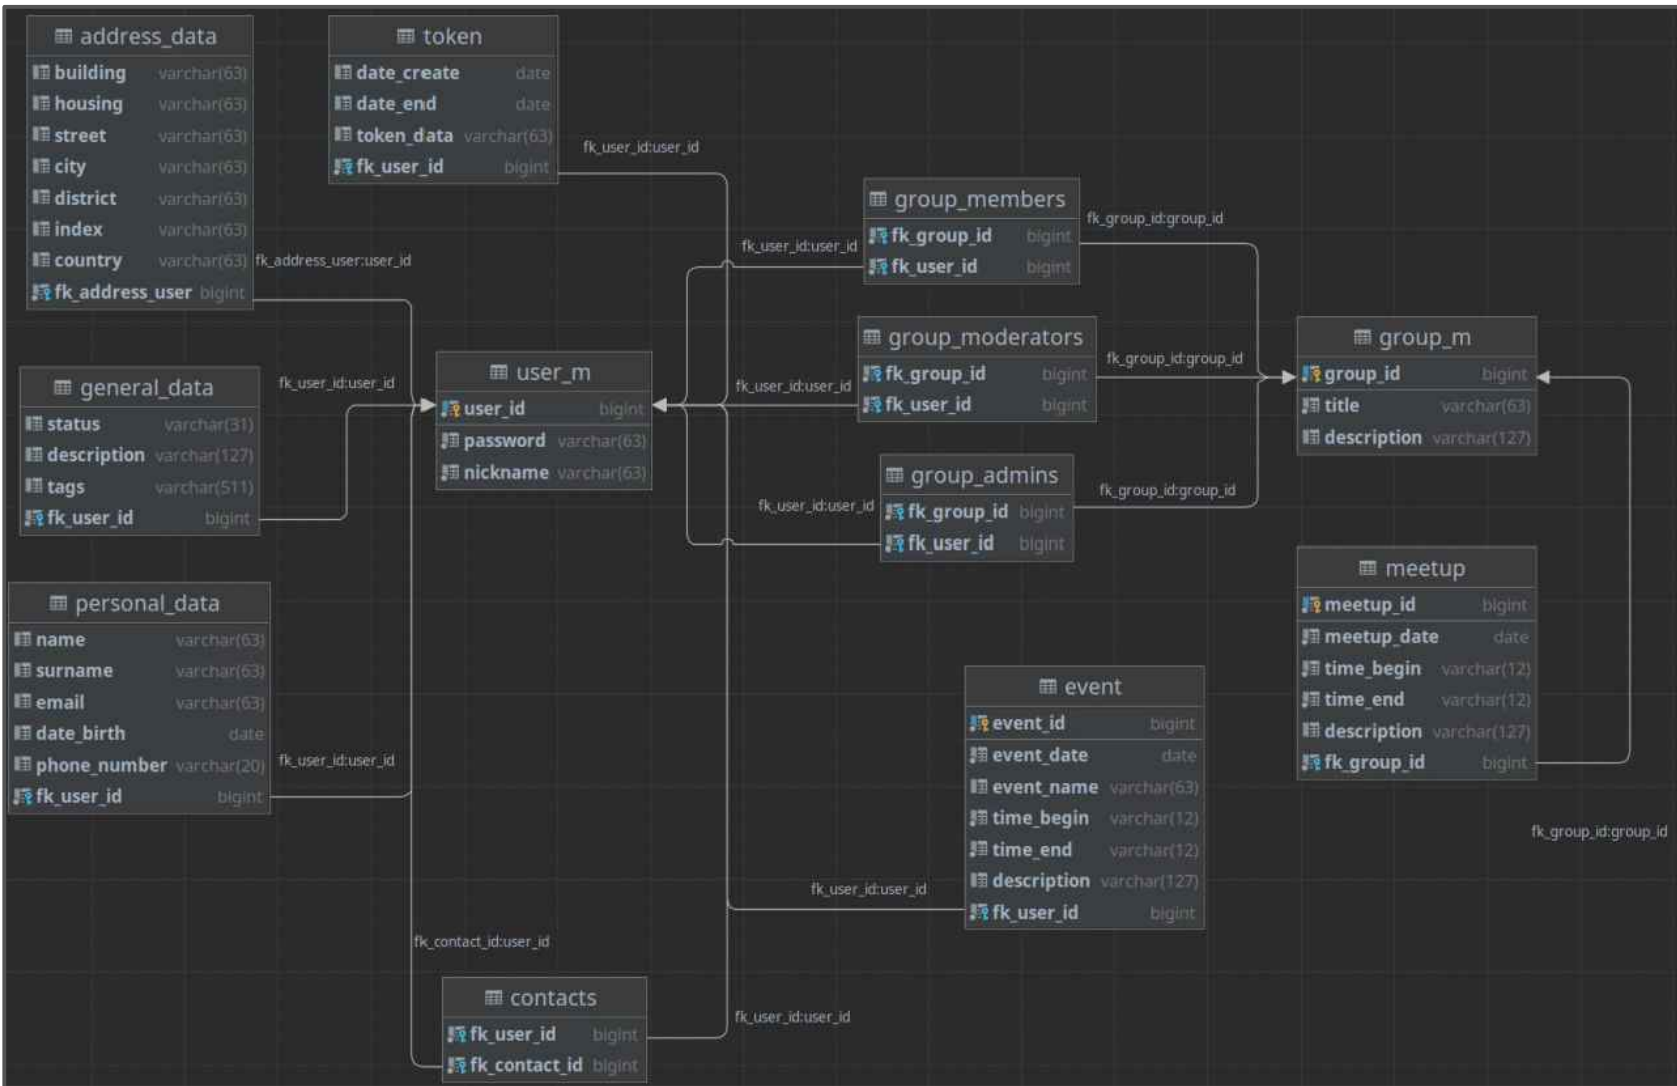 address_data
building varchar(63)
housing varchar(63)
street varchar(63)
city varchar(63)
district varchar(63)
index varchar(63)
country varchar(63)
fk_address_user bigint
fk_address_user:user_id
token
date_create date
date_end date
token_data varchar(63)
fk_user_id bigint
fk_user_id:user_id
general_data
status varchar(31)
description varchar(127)
tags varchar(511)
fk_user_id bigint
fk_user_id:user_id
user_m
user_id bigint
password varchar(63)
nickname varchar(63)
personal_data
name varchar(63)
surname varchar(63)
email varchar(63)
date_birth date
phone_number varchar(20)
fk_user_id bigint
fk_user_id:user_id
group_members
fk_group_id bigint
fk_user_id bigint
fk_user_id:user_id
fk_group_id:group_id
group_moderators
fk_group_id bigint
fk_user_id bigint
fk_user_id:user_id
fk_group_id:group_id
group_admins
fk_group_id bigint
fk_user_id bigint
fk_user_id:user_id
fk_group_id:group_id
group_m
group_id bigint
title varchar(63)
description varchar(127)
meetup
meetup_id bigint
meetup_date date
time_begin varchar(12)
time_end varchar(12)
description varchar(127)
fk_group_id bigint
fk_group_id:group_id
event
event_id bigint
event_date date
event_name varchar(63)
time_begin varchar(12)
time_end varchar(12)
description varchar(127)
fk_user_id bigint
fk_user_id:user_id
fk_contact_id:user_id
contacts
fk_user_id bigint
fk_contact_id bigint
fk_user_id:user_id